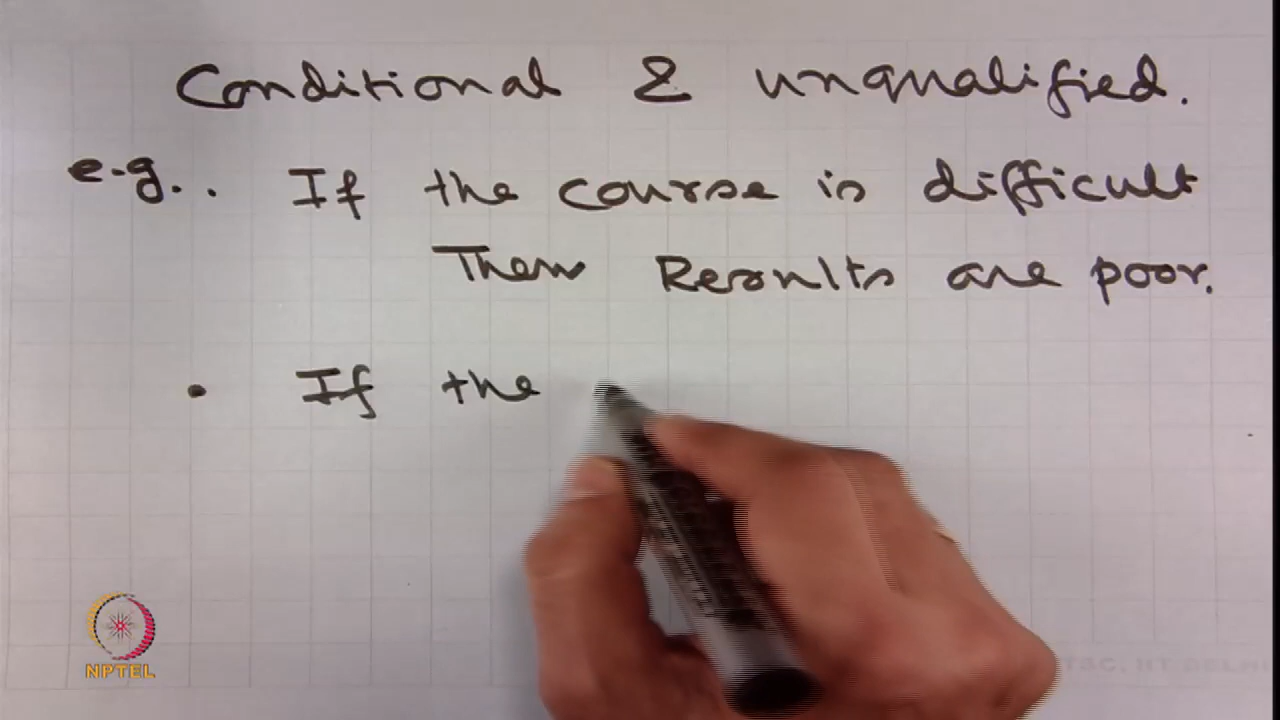 Conditional & unqualified.
e.g.. If the course is difficult
Then Results are poor.
• If the
NPTEL